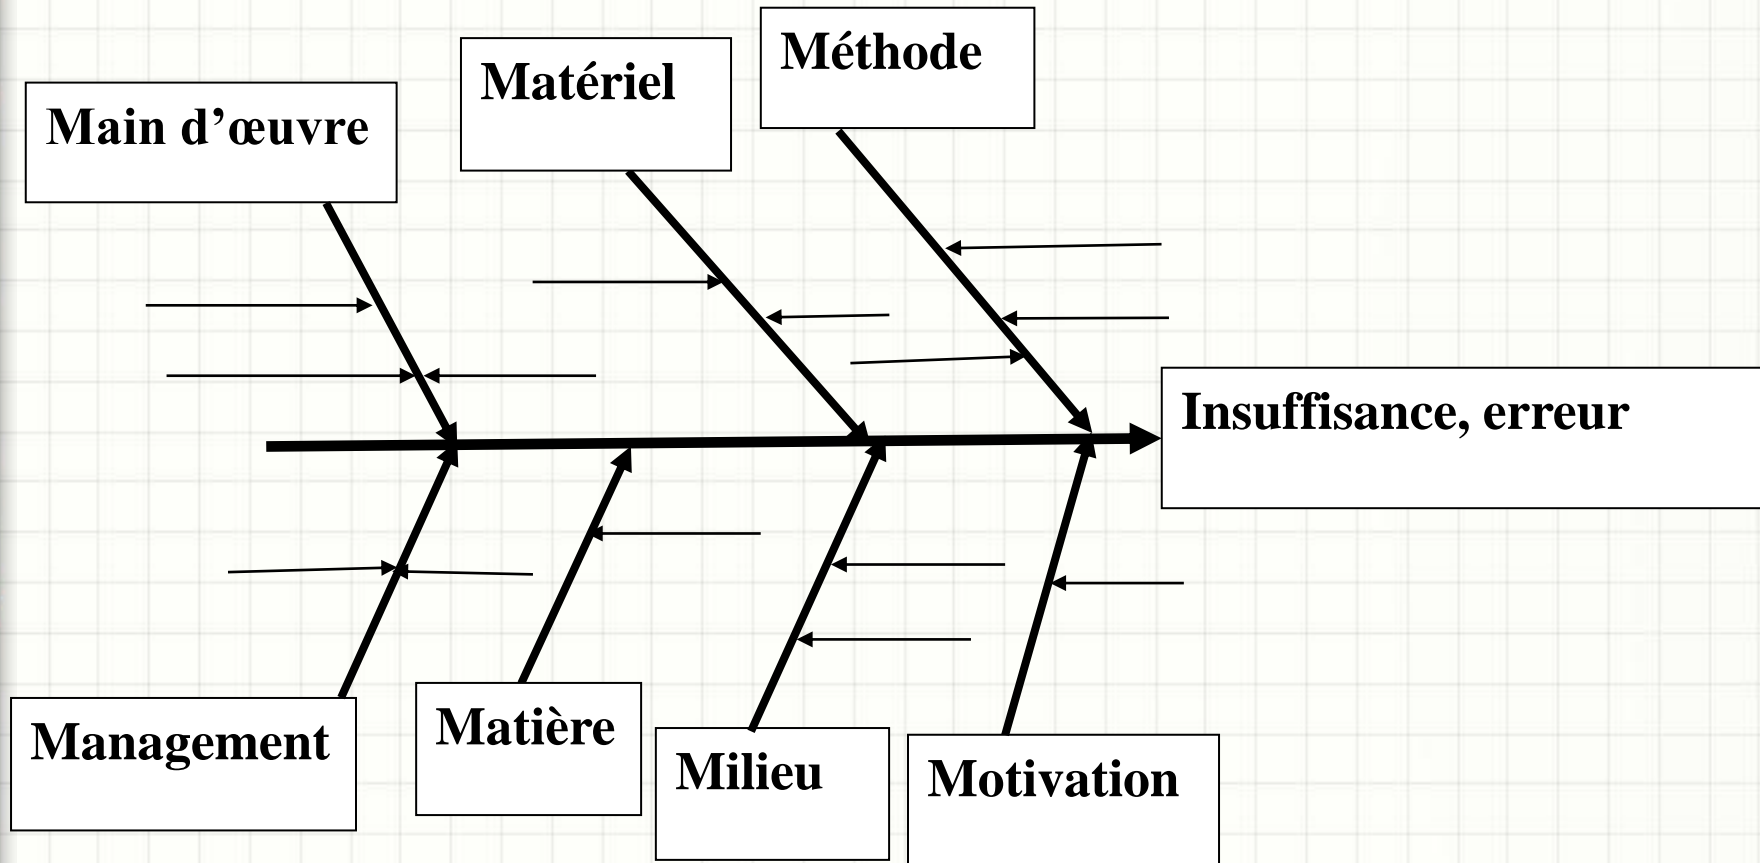 Méthode
Matériel
Main d’œuvre
Insuffisance, erreur
Management
Matière
Milieu
Motivation